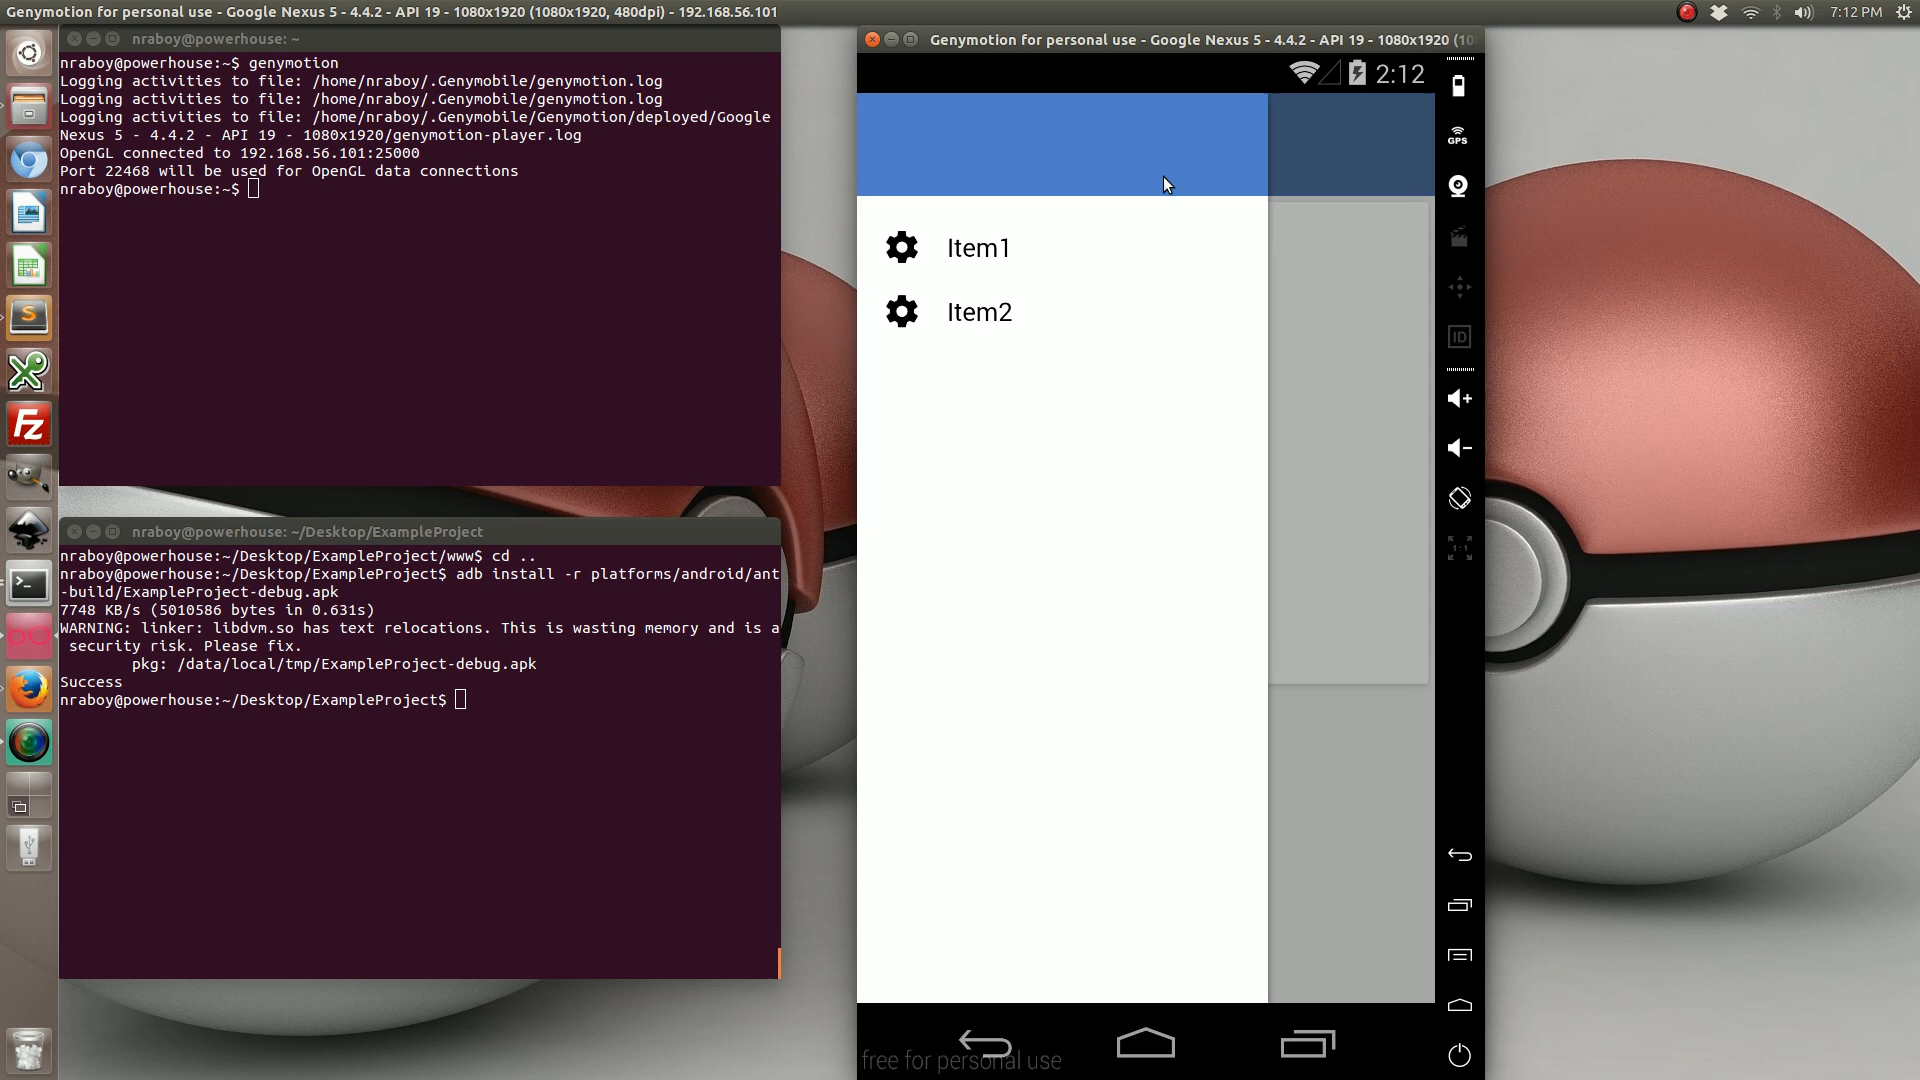 Genymotion for personal use - Google Nexus 5 - 4.4.2 - API 19 - 1080x1920 (1080x1920, 480dpi) - 192.168.56.101
7:12 PM
nraboy@powerhouse: ~
nraboy@powerhouse:~$ genymotion
Logging activities to file: /home/nraboy/.Genymobile/genymotion.log
Logging activities to file: /home/nraboy/.Genymobile/genymotion.log
Logging activities to file: /home/nraboy/.Genymobile/Genymotion/deployed/Google
Nexus 5 - 4.4.2 - API 19 - 1080x1920/genymotion-player.log
OpenGL connected to 192.168.56.101:25000
Port 22468 will be used for OpenGL data connections
nraboy@powerhouse:~$
nraboy@powerhouse: ~/Desktop/ExampleProject
nraboy@powerhouse:~/Desktop/ExampleProject/www$ cd ..
nraboy@powerhouse:~/Desktop/ExampleProject$ adb install -r platforms/android/ant
-build/ExampleProject-debug.apk
7748 KB/s (5010586 bytes in 0.631s)
WARNING: linker: libdvm.so has text relocations. This is wasting memory and is a
security risk. Please fix.
pkg: /data/local/tmp/ExampleProject-debug.apk
Success
nraboy@powerhouse:~/Desktop/ExampleProject$
Genymotion for personal use - Google Nexus 5 - 4.4.2 - API 19 - 1080x1920 (10
2:12
Item1
Item2
free for personal use
GPS
ID
1:1
S
FZ